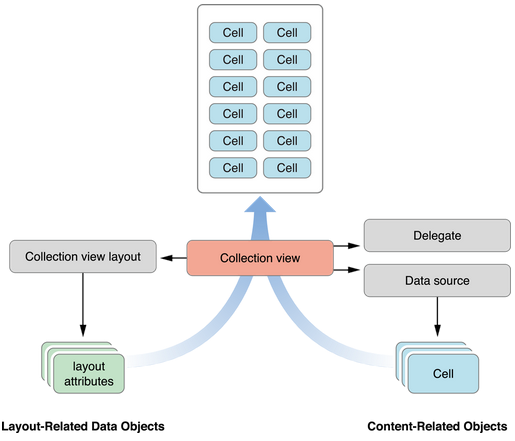 Cell Cell
Cell Cell
Cell Cell
Cell Cell
Cell Cell
Cell Cell
Collection view layout
Collection view
Delegate
Data source
layout
attributes
Cell
Layout-Related Data Objects
Content-Related Objects